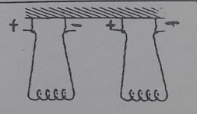 + - + -